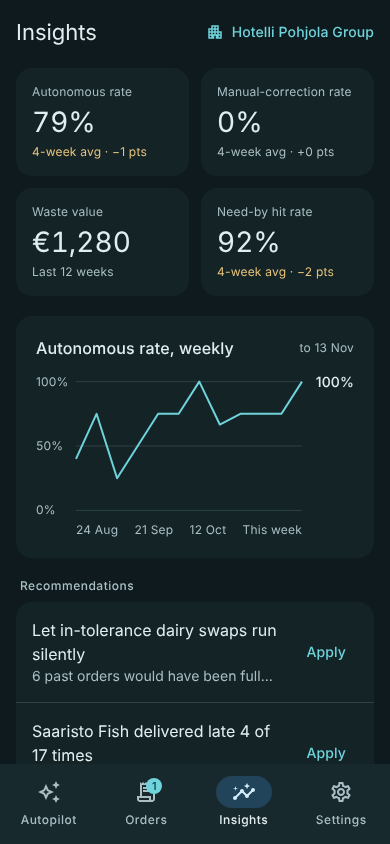 Insights
Hotelli Pohjola Group
Autonomous rate
79%
4-week avg · −1 pts
Manual-correction rate
0%
4-week avg · +0 pts
Waste value
€1,280
Last 12 weeks
Need-by hit rate
92%
4-week avg · −2 pts
Autonomous rate, weekly
to 13 Nov
100%
100%
50%
0%
24 Aug 21 Sep 12 Oct This week
Recommendations
Let in-tolerance dairy swaps run
silently
6 past orders would have been full...
Apply
Saaristo Fish delivered late 4 of
17 times
Apply
1
Autopilot Orders Insights Settings